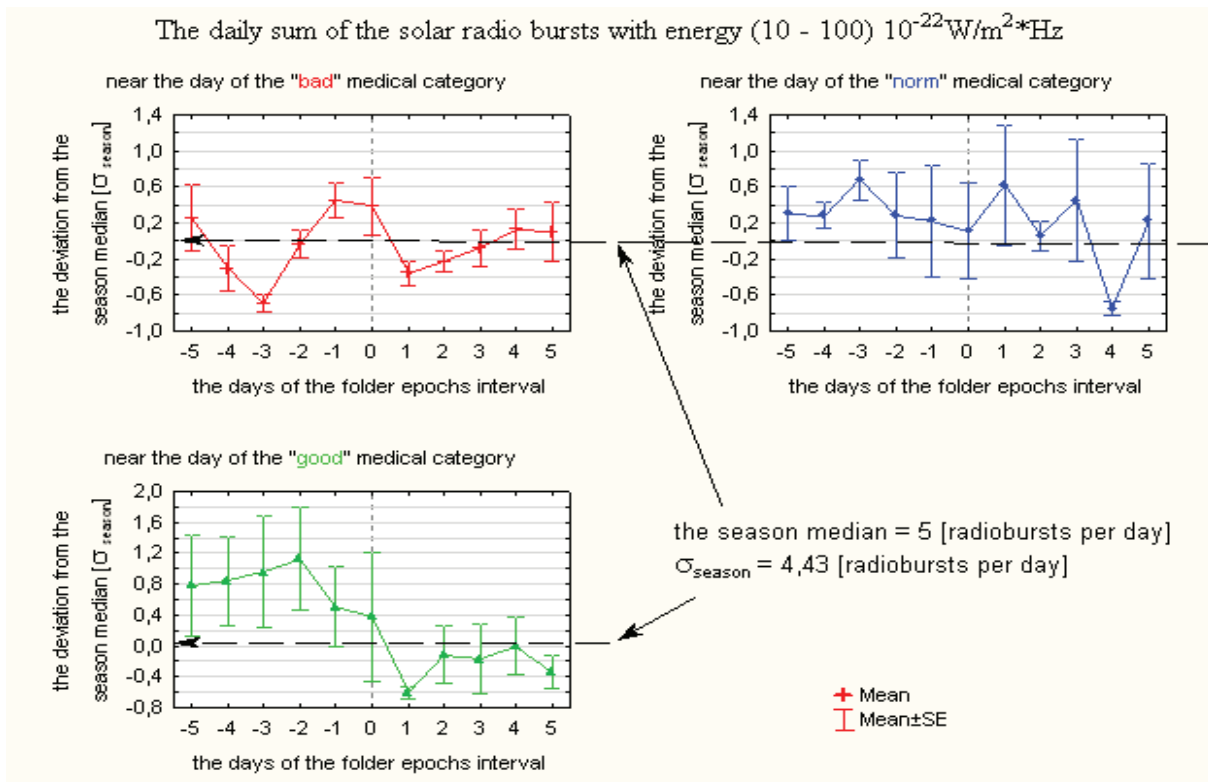 The daily sum of the solar radio bursts with energy (10 - 100) 10⁻²²W/m²*Hz
near the day of the "bad" medical category
the deviation from the
season median [σ season]
1,4
1,0
0,6
0,2
-0,2
-0,6
-1,0
-5 -4 -3 -2 -1 0 1 2 3 4 5
the days of the folder epochs interval
near the day of the "norm" medical category
the deviation from the
season median [σ season]
1,4
1,0
0,6
0,2
-0,2
-0,6
-1,0
-5 -4 -3 -2 -1 0 1 2 3 4 5
the days of the folder epochs interval
near the day of the "good" medical category
the deviation from the
season median [σ season]
2,0
1,6
1,2
0,8
0,4
0,0
-0,4
-0,8
-5 -4 -3 -2 -1 0 1 2 3 4 5
the days of the folder epochs interval
the season median = 5 [radiobursts per day]
σseason = 4,43 [radiobursts per day]
Mean
Mean±SE